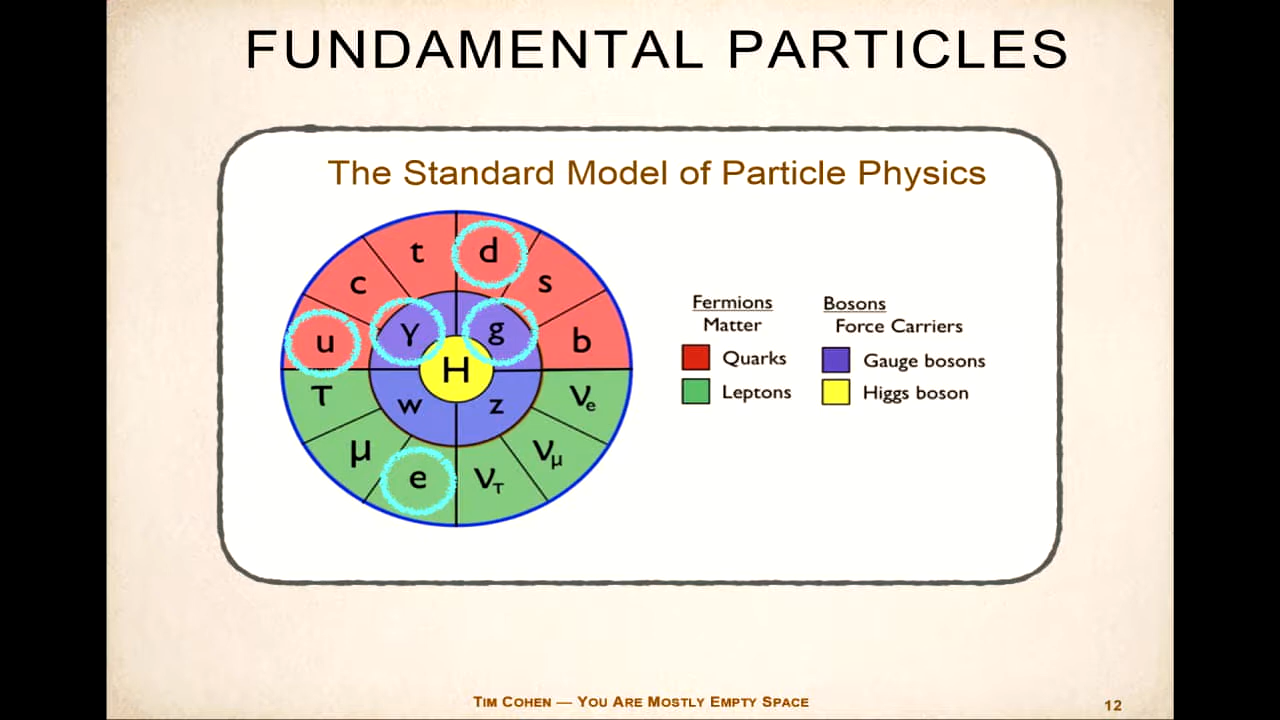 FUNDAMENTAL PARTICLES
The Standard Model of Particle Physics
t d
c s
u γ g b
H
τ w z νe
μ νμ
e ντ
Fermions Bosons
Matter Force Carriers
Quarks Gauge bosons
Leptons Higgs boson
TIM COHEN — YOU ARE MOSTLY EMPTY SPACE
12